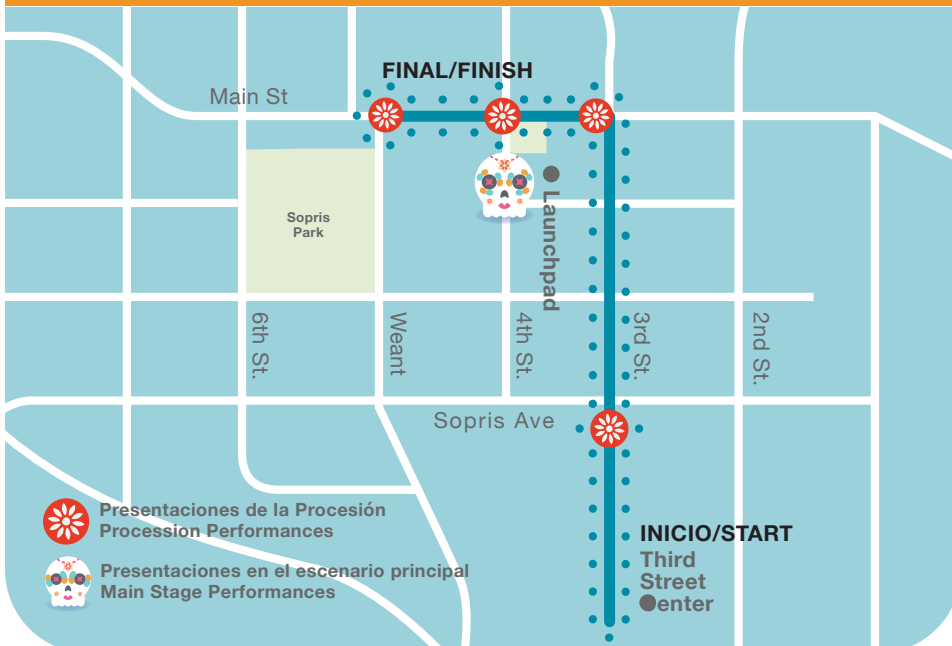 FINAL/FINISH
Main St
Launchpad
Sopris
Park
6th St.
Weant
4th St.
3rd St.
2nd St.
Sopris Ave
Presentaciones de la Procesión
Procession Performances
Presentaciones en el escenario principal
Main Stage Performances
INICIO/START
Third
Street
Center